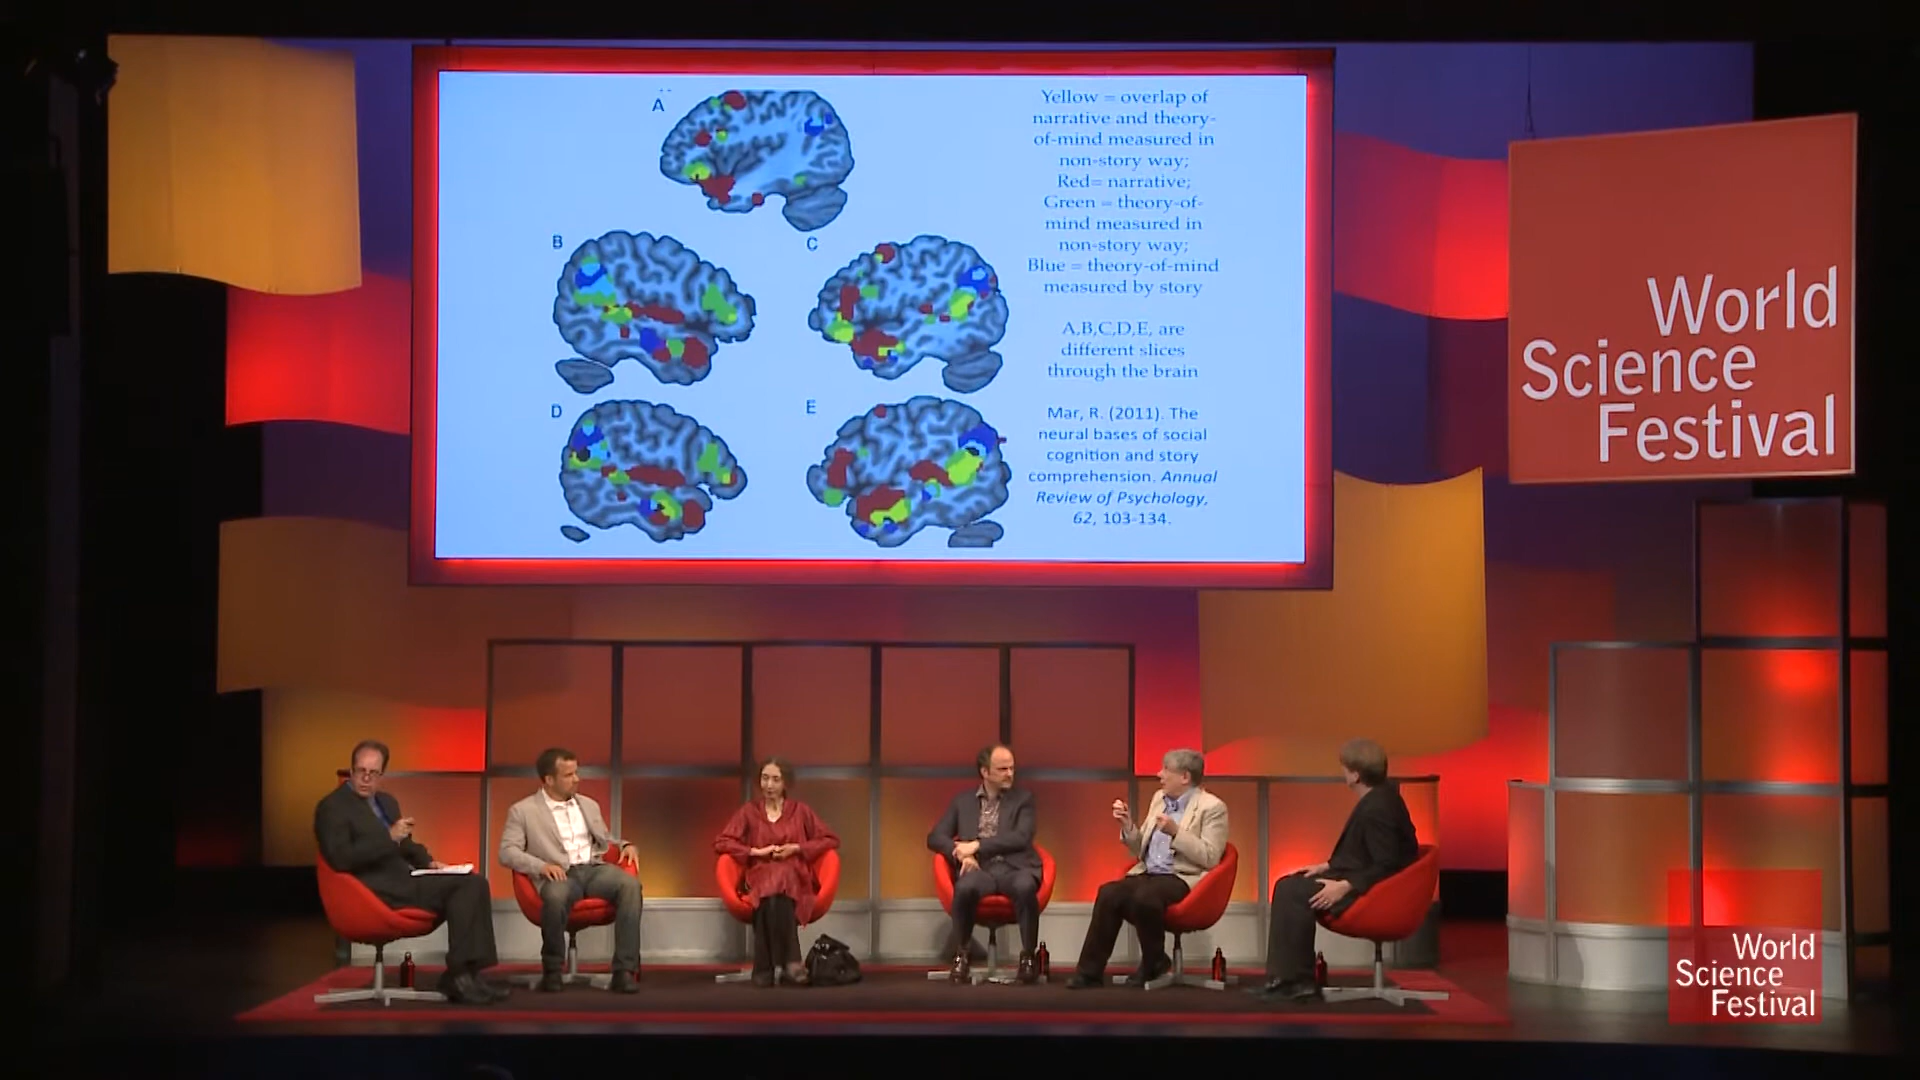 A
Yellow = overlap of
narrative and theory-
of-mind measured in
non-story way;
Red= narrative;
Green = theory-of-
mind measured in
non-story way;
Blue = theory-of-mind
measured by story
B
C
A,B,C,D,E, are
different slices
through the brain
D
E
Mar, R. (2011). The
neural bases of social
cognition and story
comprehension. Annual
Review of Psychology,
62, 103-134.
World
Science
Festival
World
Science
Festival